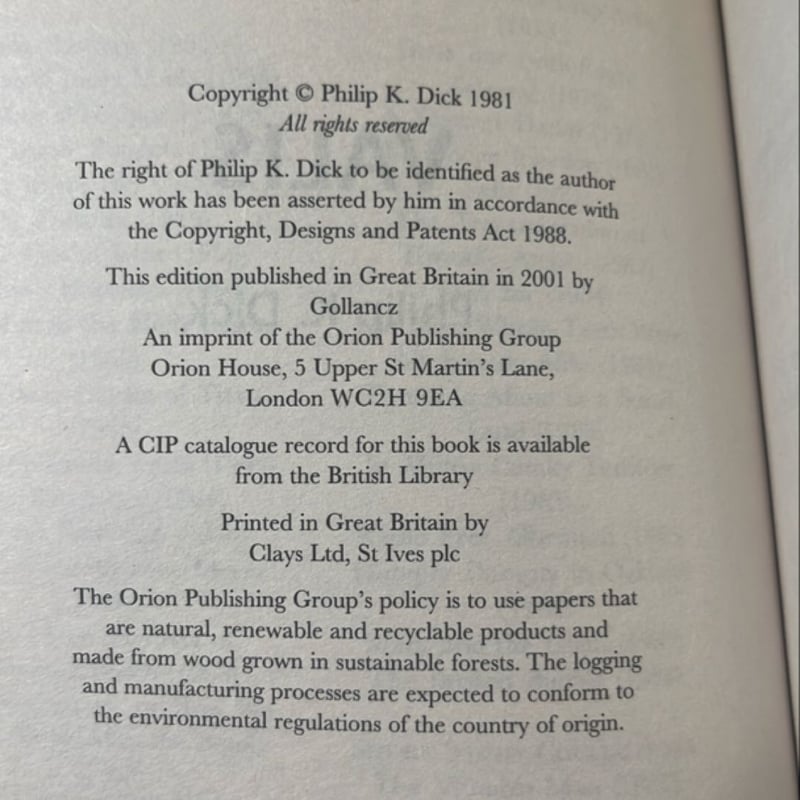 Copyright © Philip K. Dick 1981
All rights reserved
The right of Philip K. Dick to be identified as the author
of this work has been asserted by him in accordance with
the Copyright, Designs and Patents Act 1988.
This edition published in Great Britain in 2001 by
Gollancz
An imprint of the Orion Publishing Group
Orion House, 5 Upper St Martin's Lane,
London WC2H 9EA
A CIP catalogue record for this book is available
from the British Library
Printed in Great Britain by
Clays Ltd, St Ives plc
The Orion Publishing Group's policy is to use papers that
are natural, renewable and recyclable products and
made from wood grown in sustainable forests. The logging
and manufacturing processes are expected to conform to
the environmental regulations of the country of origin.